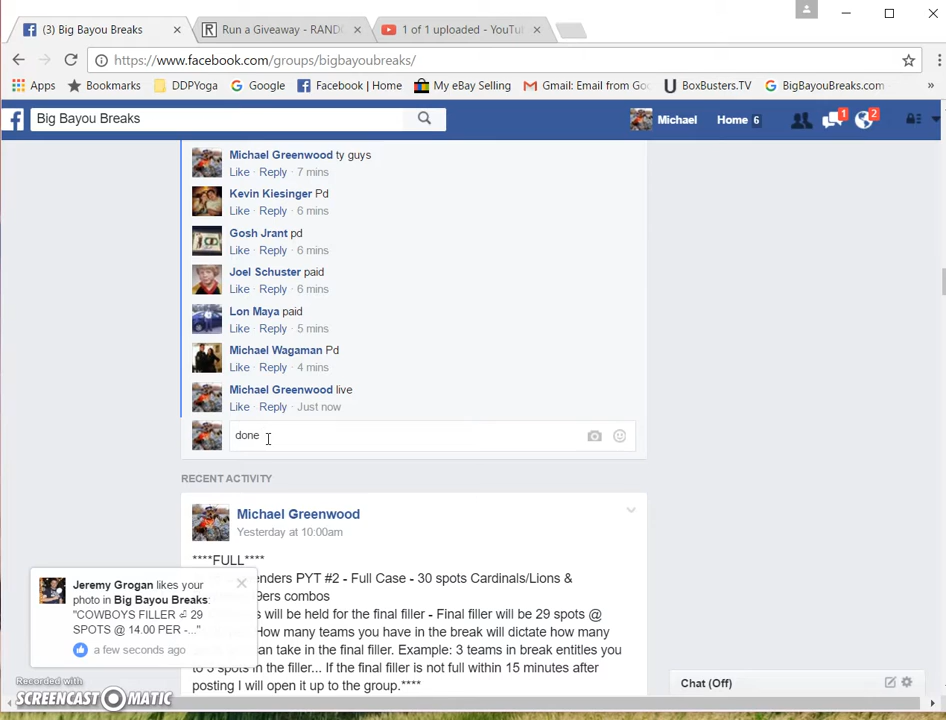 (3) Big Bayou Breaks
Run a Giveaway - RAND
1 of 1 uploaded - YouTu
https://www.facebook.com/groups/bigbayoubreaks/
Apps
Bookmarks
DDPYoga
Google
Facebook | Home
My eBay Selling
Gmail: Email from Go
BoxBusters.TV
BigBayouBreaks.com
»
Big Bayou Breaks
Michael
Home 6
1
2
Michael Greenwood ty guys
Like · Reply · 7 mins
Kevin Kiesinger Pd
Like · Reply · 6 mins
Gosh Jrant pd
Like · Reply · 6 mins
Joel Schuster paid
Like · Reply · 6 mins
Lon Maya paid
Like · Reply · 5 mins
Michael Wagaman Pd
Like · Reply · 4 mins
Michael Greenwood live
Like · Reply · Just now
done
RECENT ACTIVITY
Michael Greenwood
Yesterday at 10:00am
****FULL****
enders PYT #2 - Full Case - 30 spots Cardinals/Lions &
9ers combos
s will be held for the final filler - Final filler will be 29 spots @
How many teams you have in the break will dictate how many
can take in the final filler. Example: 3 teams in break entitles you
to 3 spots in the filler... If the final filler is not full within 15 minutes after
posting I will open it up to the group.****
Jeremy Grogan likes your
photo in Big Bayou Breaks:
"COWBOYS FILLER ⏎ 29
SPOTS @ 14.00 PER -..."
a few seconds ago
Chat (Off)
Recorded with
SCREENCAST MATIC